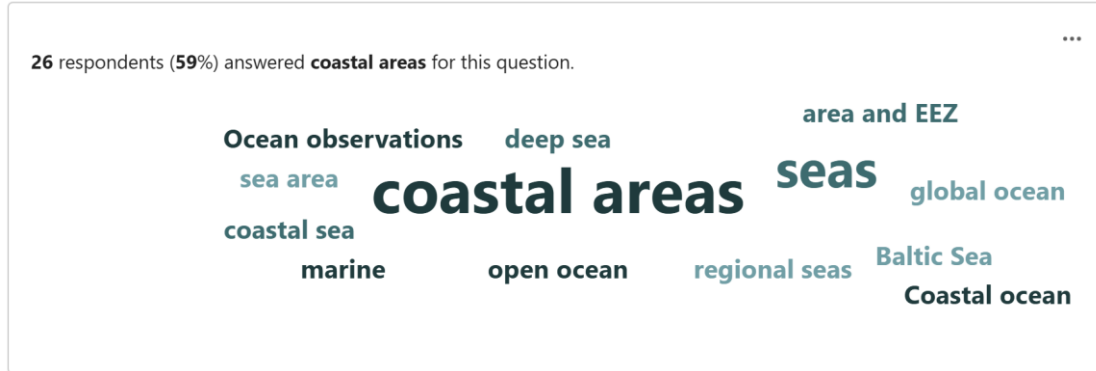 26 respondents (59%) answered coastal areas for this question.
area and EEZ
Ocean observations
deep sea
seas
sea area
coastal areas
global ocean
coastal sea
Baltic Sea
marine
open ocean
regional seas
Coastal ocean